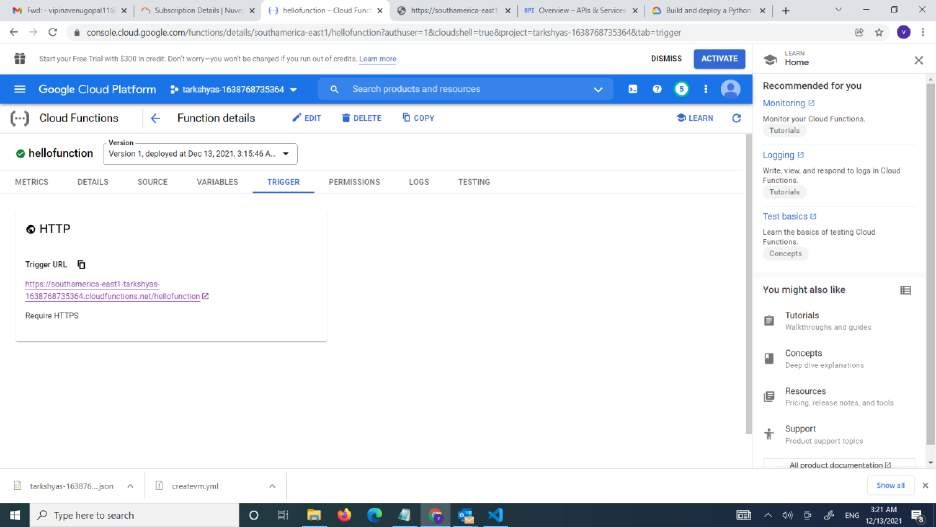 Fwd: - vipinavenugopal118
Subscription Details | Nuve
hellofunction – Cloud Funct
https://southamerica-east1
API Overview – APIs & Services
Build and deploy a Python
console.cloud.google.com/functions/details/southamerica-east1/hellofunction?authuser=1&cloudshell=true&project=tarkshyas-1638768735364&tab=trigger
Start your Free Trial with $300 in credit. Don't worry—you won't be charged if you run out of credits. Learn more
DISMISS
ACTIVATE
Google Cloud Platform
tarkshyas-1638768735364
Search products and resources
5
Cloud Functions
Function details
EDIT
DELETE
COPY
LEARN
hellofunction
Version
Version 1, deployed at Dec 13, 2021, 3:15:46 A...
METRICS
DETAILS
SOURCE
VARIABLES
TRIGGER
PERMISSIONS
LOGS
TESTING
HTTP
Trigger URL
https://southamerica-east1-tarkshyas-
1638768735364.cloudfunctions.net/hellofunction
Require HTTPS
LEARN
Home
Recommended for you
Monitoring
Monitor your Cloud Functions.
Tutorials
Logging
Write, view, and respond to logs in Cloud
Functions.
Tutorials
Test basics
Learn the basics of testing Cloud
Functions.
Concepts
You might also like
Tutorials
Walkthroughs and guides
Concepts
Deep dive explanations
Resources
Pricing, release notes, and tools
Support
Product support topics
All product documentation
tarkshyas-163876....json
createvm.yml
Show all
Type here to search
ENG
3:21 AM
12/13/2021